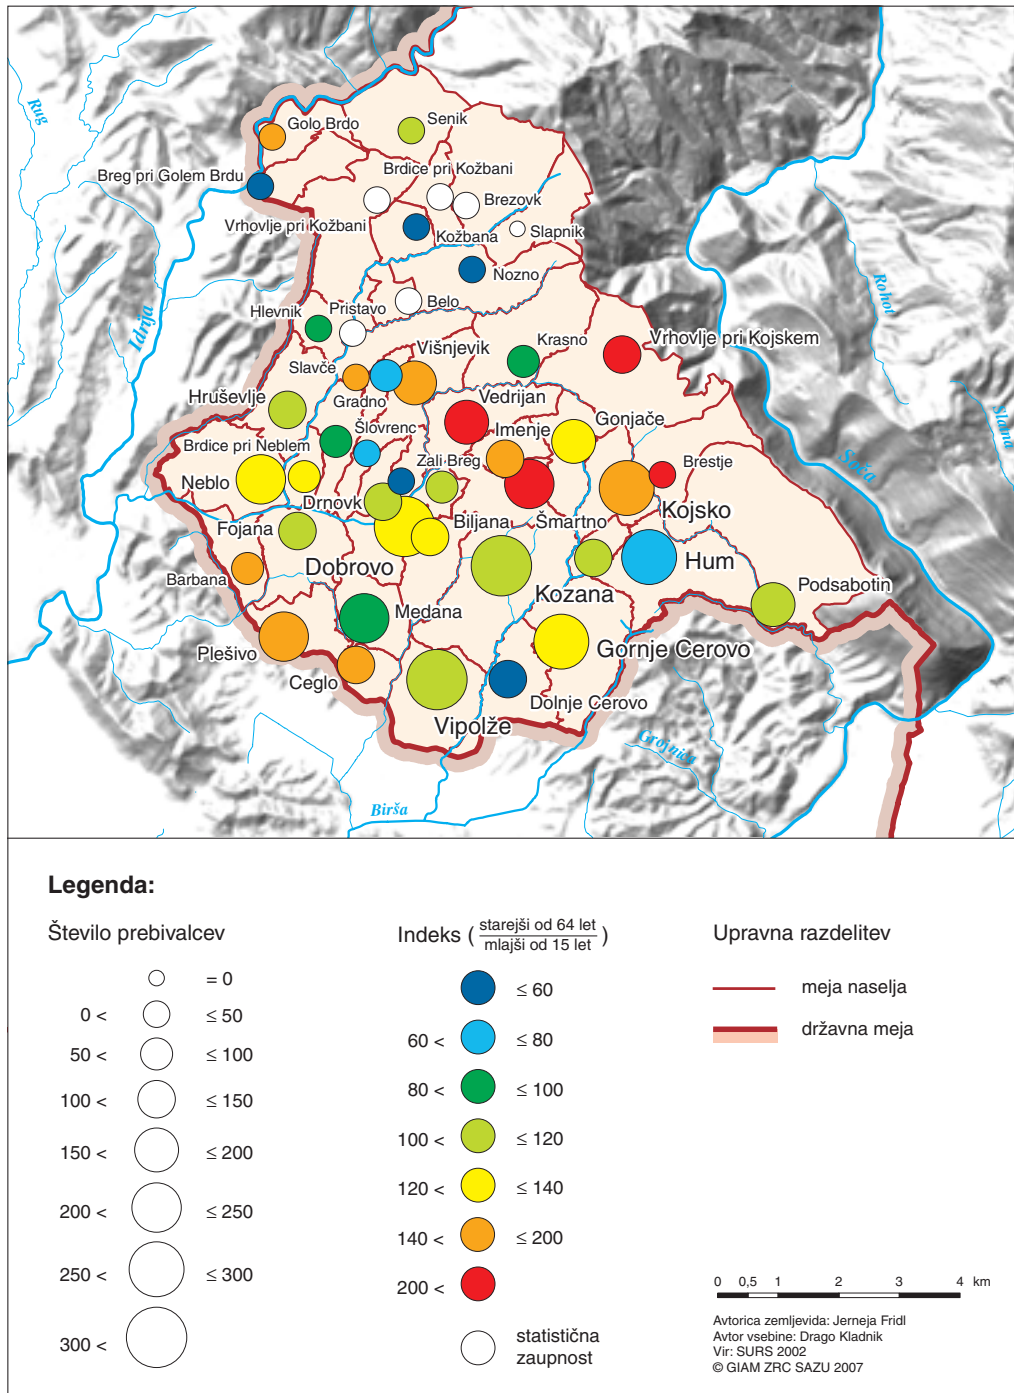 Rug
Golo Brdo
Senik
Breg pri Golem Brdu
Brdice pri Kožbani
Brezovk
Vrhovlje pri Kožbani
Kožbana
Slapnik
Nozno
Idrija
Rohot
Hlevnik
Pristavo
Belo
Krasno
Vrhovlje pri Kojskem
Višnjevik
Slavče
Gradno
Hruševlje
Vedrijan
Imenje
Gonjače
Slama
Šlovrenc
Brdice pri Neblem
Zali Breg
Brestje
Soča
Neblo
Drnovk
Kojsko
Fojana
Biljana
Šmartno
Dobrovo
Hum
Barbana
Kozana
Podsabotin
Medana
Plešivo
Gornje Cerovo
Ceglo
Dolnje Cerovo
Vipolže
Grojnica
Birša
Legenda:
Število prebivalcev
= 0
0 < ≤ 50
50 < ≤ 100
100 < ≤ 150
150 < ≤ 200
200 < ≤ 250
250 < ≤ 300
300 <
Indeks ( starejši od 64 let
mlajši od 15 let )
≤ 60
60 < ≤ 80
80 < ≤ 100
100 < ≤ 120
120 < ≤ 140
140 < ≤ 200
200 <
statistična
zaupnost
Upravna razdelitev
meja naselja
državna meja
0 0,5 1 2 3 4 km
Avtorica zemljevida: Jerneja Fridl
Avtor vsebine: Drago Kladnik
Vir: SURS 2002
© GIAM ZRC SAZU 2007